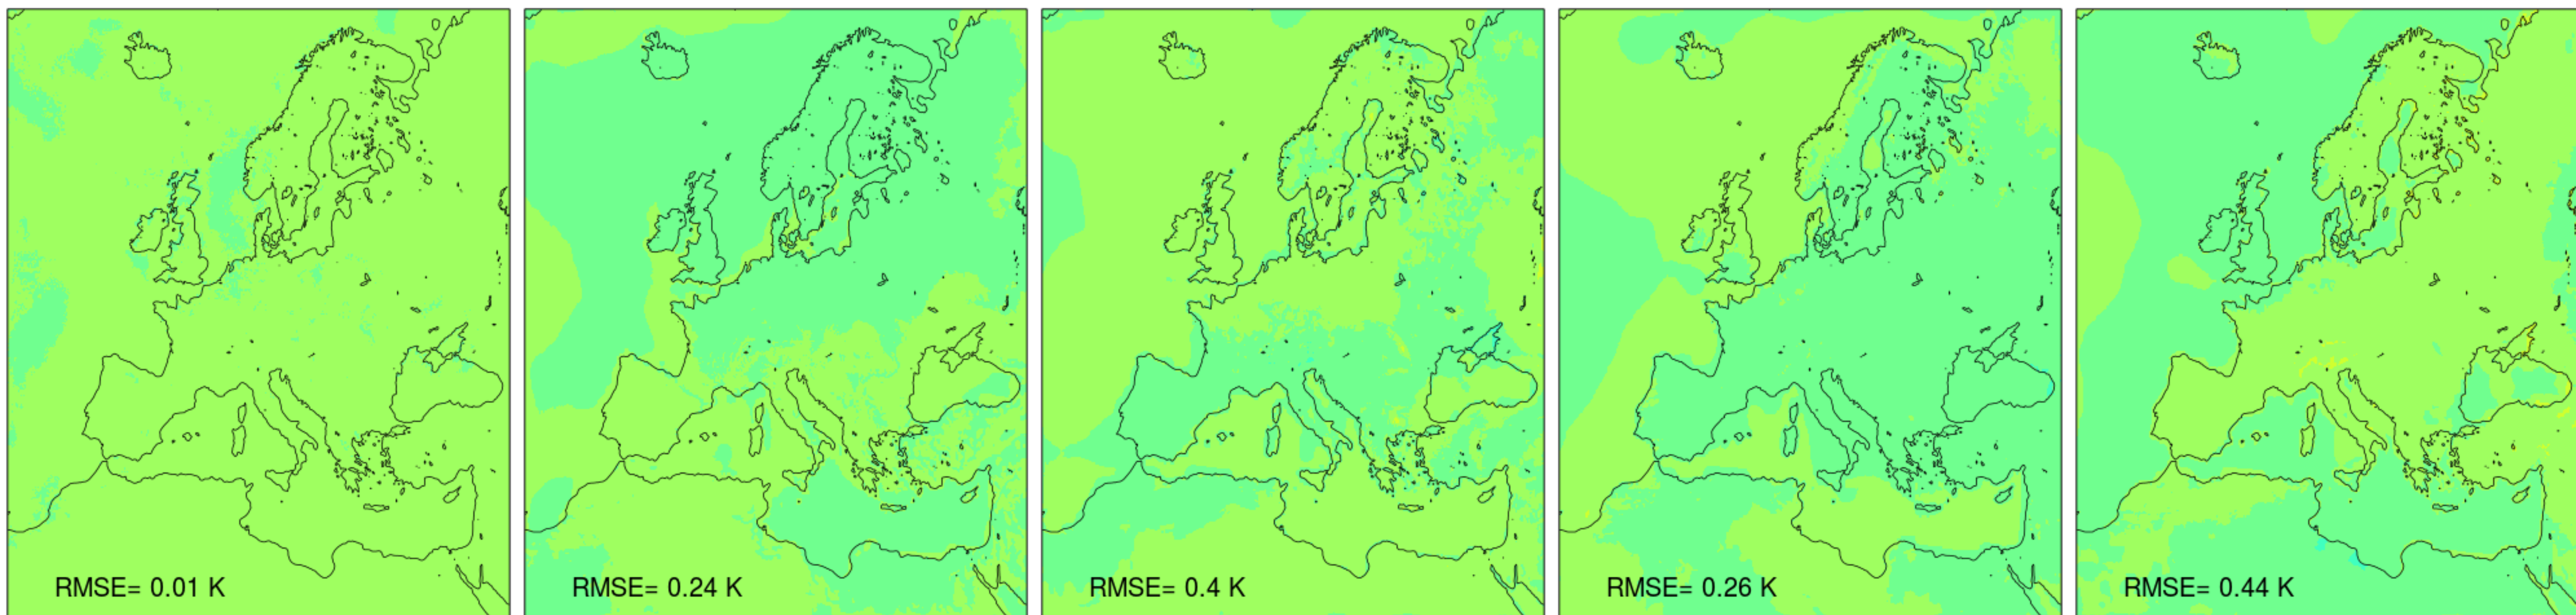 RMSE= 0.01 K
RMSE= 0.24 K
RMSE= 0.4 K
RMSE= 0.26 K
RMSE= 0.44 K